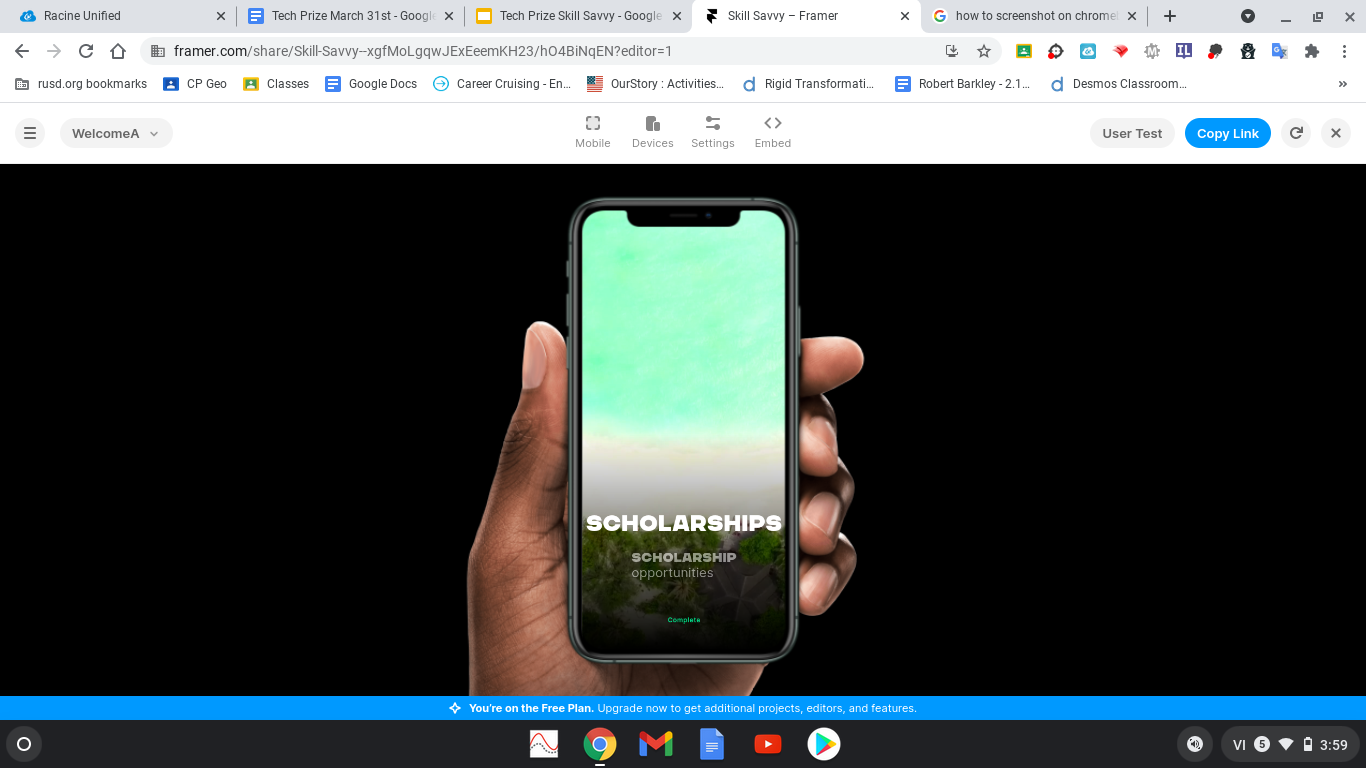 Racine Unified
Tech Prize March 31st - Google
Tech Prize Skill Savvy - Google
Skill Savvy – Framer
how to screenshot on chromeb
framer.com/share/Skill-Savvy--xgfMoLgqwJExEeemKH23/hO4BiNqEN?editor=1
rusd.org bookmarks
CP Geo
Classes
Google Docs
Career Cruising - En...
OurStory : Activities...
Rigid Transformati...
Robert Barkley - 2.1...
Desmos Classroom...
»
WelcomeA
Mobile
Devices
Settings
Embed
User Test
Copy Link
SCHOLARSHIPS
SCHOLARSHIP
opportunities
Complete
You're on the Free Plan. Upgrade now to get additional projects, editors, and features.
VI 5 3:59